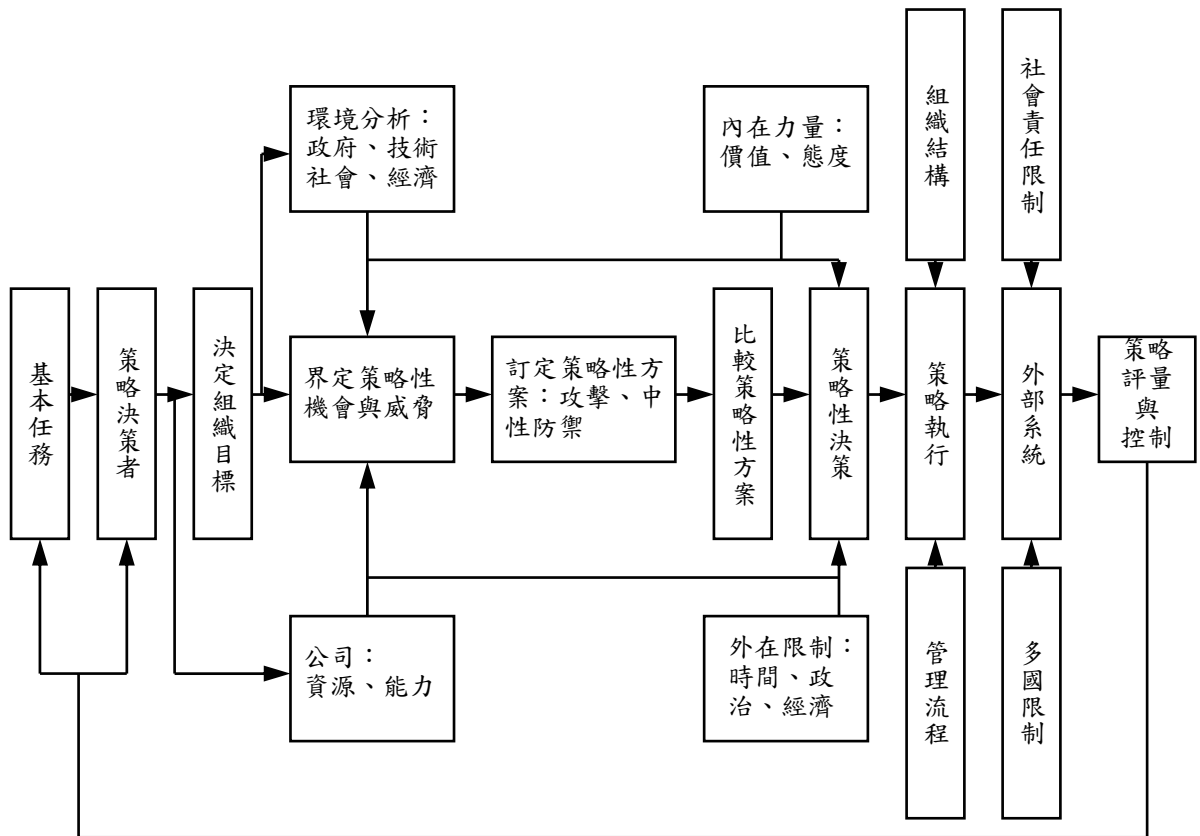 環境分析：
政府、技術
社會、經濟
內在力量：
價值、態度
組織結構
社會責任限制
基本任務
策略決策者
決定組織目標
界定策略性
機會與威脅
訂定策略性方
案：攻擊、中
性防禦
比較策略性方案
策略性決策
策略執行
外部系統
策略
評量
與
控制
公司：
資源、能力
外在限制：
時間、政
治、經濟
管理流程
多國限制